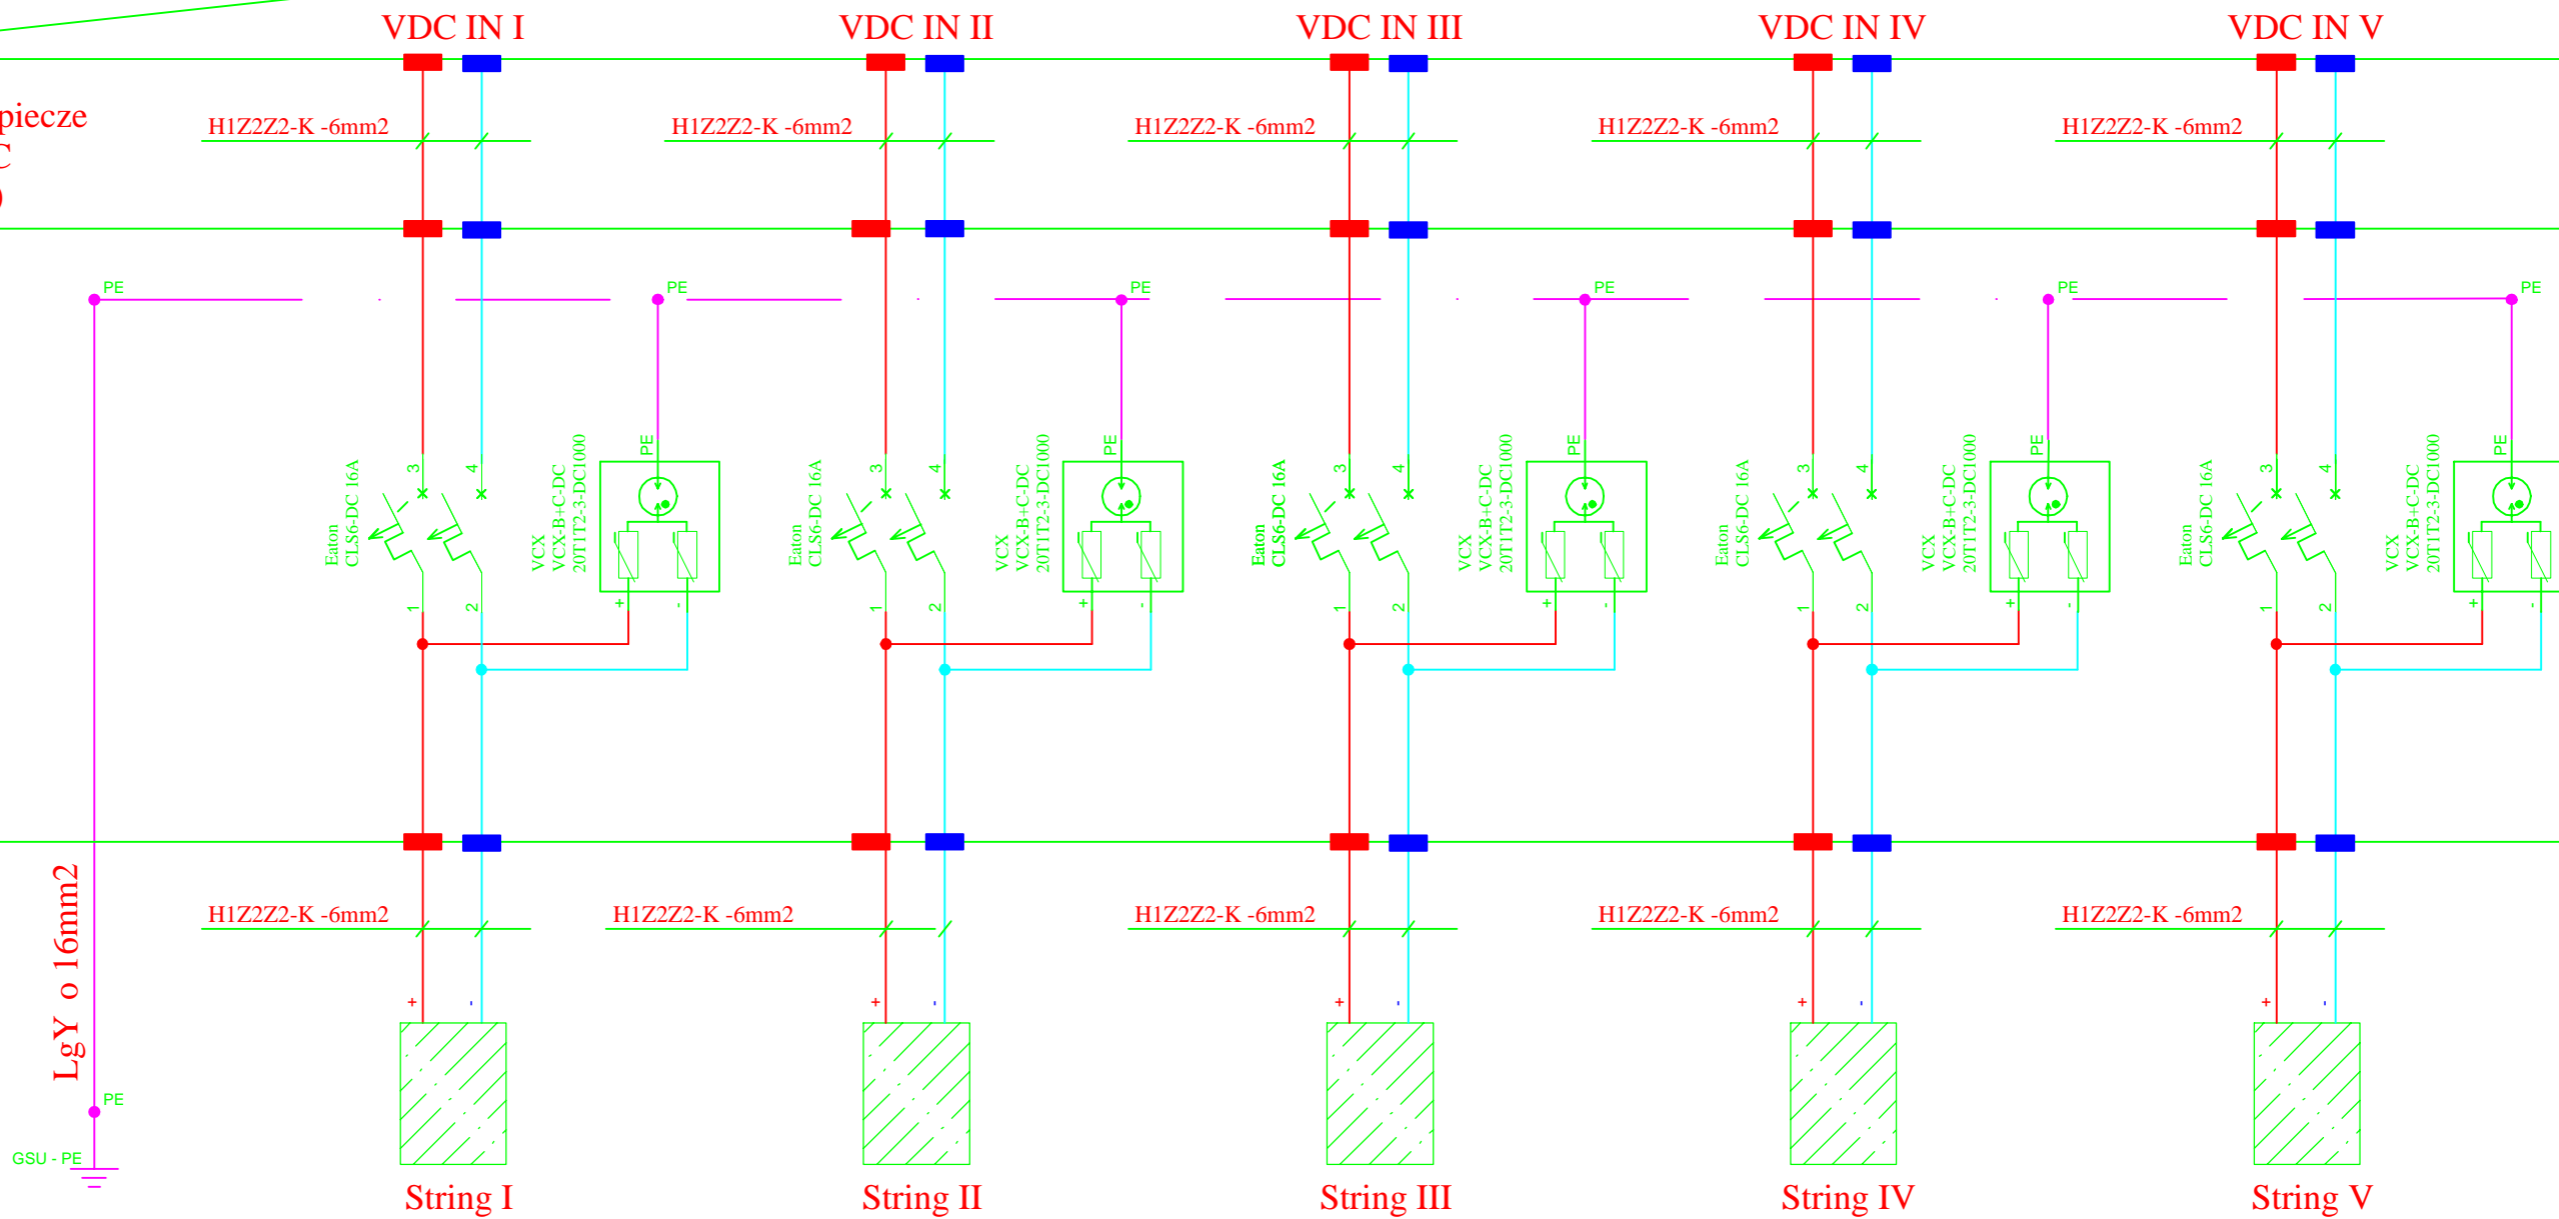 VDC IN I
VDC IN II
VDC IN III
VDC IN IV
VDC IN V
piecze
C
)
H1Z2Z2-K -6mm2
H1Z2Z2-K -6mm2
H1Z2Z2-K -6mm2
H1Z2Z2-K -6mm2
H1Z2Z2-K -6mm2
PE
PE
PE
PE
PE
PE
Eaton
CLS6-DC 16A
3
4
1
2
VCX
VCX-B+C-DC
20T1T2-3-DC1000
PE
+
-
Eaton
CLS6-DC 16A
3
4
1
2
VCX
VCX-B+C-DC
20T1T2-3-DC1000
PE
+
-
Eaton
CLS6-DC 16A
3
4
1
2
VCX
VCX-B+C-DC
20T1T2-3-DC1000
PE
+
-
Eaton
CLS6-DC 16A
3
4
1
2
VCX
VCX-B+C-DC
20T1T2-3-DC1000
PE
+
-
Eaton
CLS6-DC 16A
3
4
1
2
VCX
VCX-B+C-DC
20T1T2-3-DC1000
PE
+
-
LgY o 16mm2
H1Z2Z2-K -6mm2
H1Z2Z2-K -6mm2
H1Z2Z2-K -6mm2
H1Z2Z2-K -6mm2
H1Z2Z2-K -6mm2
+ -
+ -
+ -
+ -
+ -
PE
GSU - PE
String I
String II
String III
String IV
String V